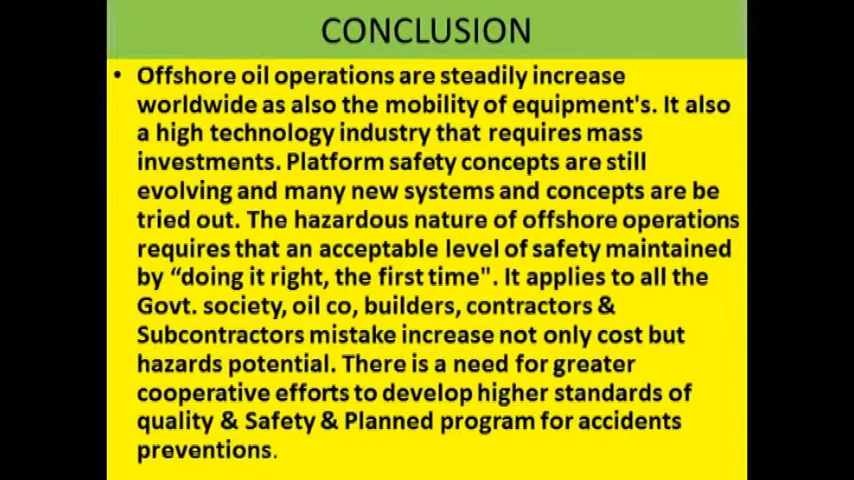 CONCLUSION
• Offshore oil operations are steadily increase
worldwide as also the mobility of equipment's. It also
a high technology industry that requires mass
investments. Platform safety concepts are still
evolving and many new systems and concepts are be
tried out. The hazardous nature of offshore operations
requires that an acceptable level of safety maintained
by “doing it right, the first time". It applies to all the
Govt. society, oil co, builders, contractors &
Subcontractors mistake increase not only cost but
hazards potential. There is a need for greater
cooperative efforts to develop higher standards of
quality & Safety & Planned program for accidents
preventions.